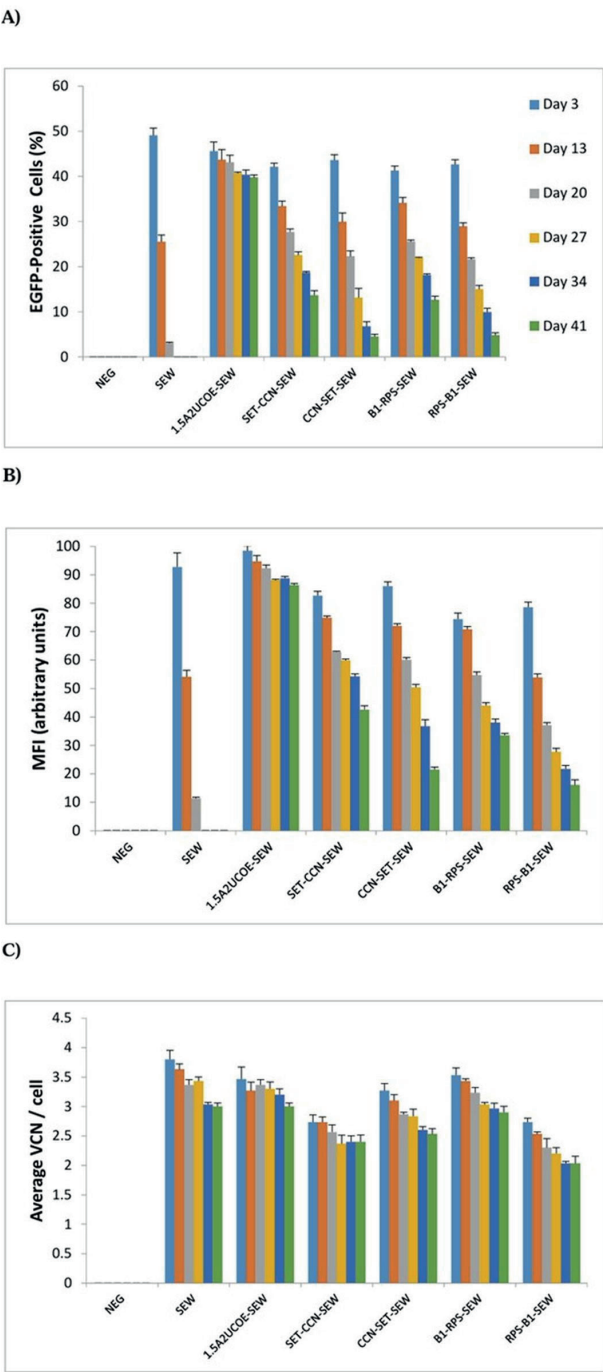 A)
EGFP-Positive Cells (%)
60
50
40
30
20
10
0
NEG
SEW
1.5A2UCOE-SEW
SET-CCN-SEW
CCN-SET-SEW
B1-RPS-SEW
RPS-B1-SEW
Day 3
Day 13
Day 20
Day 27
Day 34
Day 41
B)
MFI (arbitrary units)
100
90
80
70
60
50
40
30
20
10
0
NEG
SEW
1.5A2UCOE-SEW
SET-CCN-SEW
CCN-SET-SEW
B1-RPS-SEW
RPS-B1-SEW
C)
Average VCN / cell
4.5
4
3.5
3
2.5
2
1.5
1
0.5
0
NEG
SEW
1.5A2UCOE-SEW
SET-CCN-SEW
CCN-SET-SEW
B1-RPS-SEW
RPS-B1-SEW